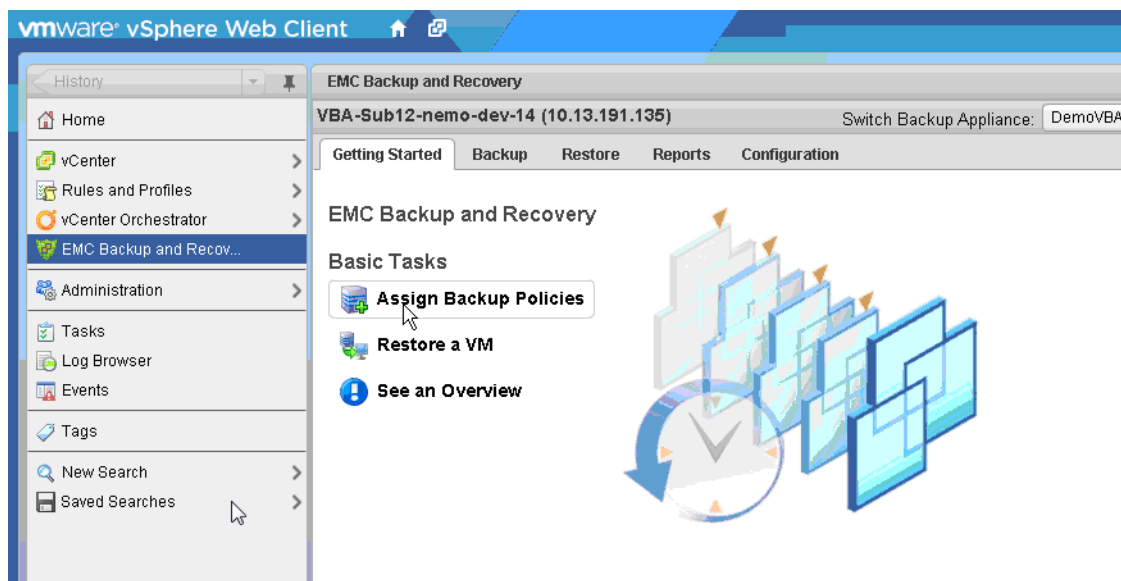 vmware® vSphere Web Client
History
Home
vCenter
Rules and Profiles
vCenter Orchestrator
EMC Backup and Recov...
Administration
Tasks
Log Browser
Events
Tags
New Search
Saved Searches
EMC Backup and Recovery
VBA-Sub12-nemo-dev-14 (10.13.191.135) Switch Backup Appliance: DemoVBA
Getting Started Backup Restore Reports Configuration
EMC Backup and Recovery
Basic Tasks
Assign Backup Policies
Restore a VM
See an Overview